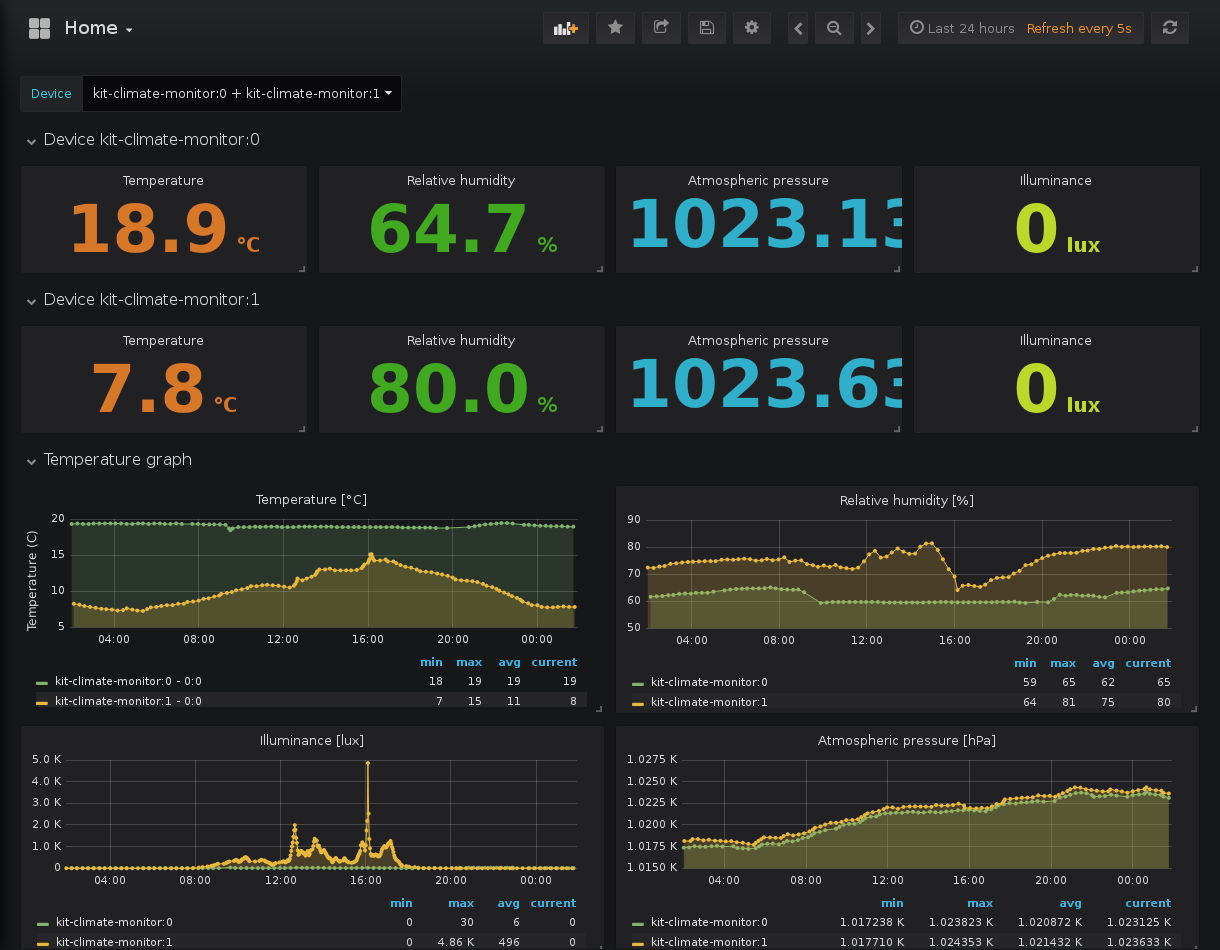 Home
Last 24 hours Refresh every 5s
Device kit-climate-monitor:0 + kit-climate-monitor:1
Device kit-climate-monitor:0
Temperature Relative humidity Atmospheric pressure Illuminance
18.9 °C 64.7 % 1023.13 0 lux
Device kit-climate-monitor:1
Temperature Relative humidity Atmospheric pressure Illuminance
7.8 °C 80.0 % 1023.63 0 lux
Temperature graph
Temperature [°C]
Temperature (C)
20
15
10
5
04:00 08:00 12:00 16:00 20:00 00:00
min max avg current
kit-climate-monitor:0 - 0:0 18 19 19 19
kit-climate-monitor:1 - 0:0 7 15 11 8
Relative humidity [%]
90
80
70
60
50
04:00 08:00 12:00 16:00 20:00 00:00
min max avg current
kit-climate-monitor:0 59 65 62 65
kit-climate-monitor:1 64 81 75 80
Illuminance [lux]
5.0 K
4.0 K
3.0 K
2.0 K
1.0 K
0
04:00 08:00 12:00 16:00 20:00 00:00
min max avg current
kit-climate-monitor:0 0 30 6 0
kit-climate-monitor:1 0 4.86 K 496 0
Atmospheric pressure [hPa]
1.0275 K
1.0250 K
1.0225 K
1.0200 K
1.0175 K
1.0150 K
04:00 08:00 12:00 16:00 20:00 00:00
min max avg current
kit-climate-monitor:0 1.017238 K 1.023823 K 1.020872 K 1.023125 K
kit-climate-monitor:1 1.017710 K 1.024353 K 1.021432 K 1.023633 K